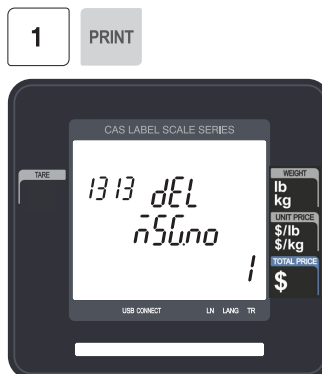 1 PRINT
CAS LABEL SCALE SERIES
TARE
1313 dEL
n̄SG.no
1
WEIGHT
lb
kg
UNIT PRICE
$/lb
$/kg
TOTAL PRICE
$
USB CONNECT LN LANG TR